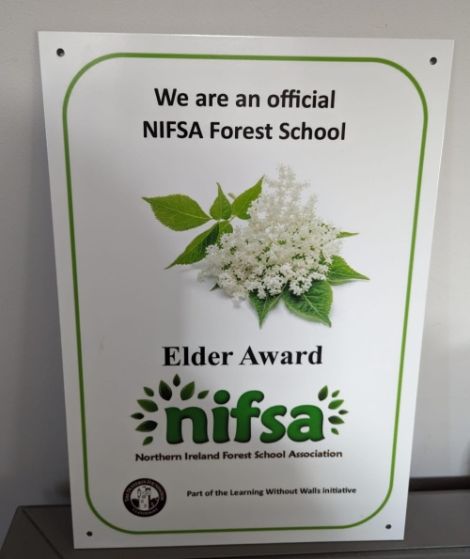 We are an official
NIFSA Forest School
Elder Award
nifsa
Northern Ireland Forest School Association
Part of the Learning Without Walls initiative